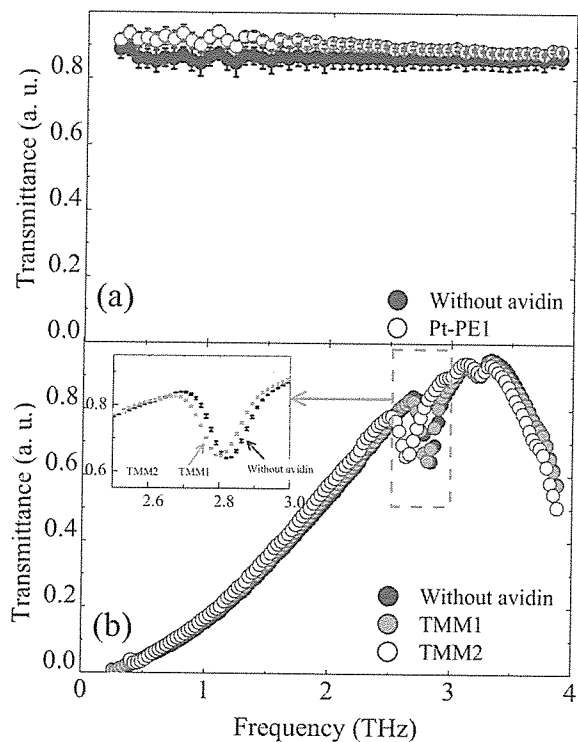 Transmittance (a. u.)
0.8
0.6
0.4
0.2
0.0
(a)
Without avidin
Pt-PE1
Transmittance (a. u.)
0.8
0.6
0.4
0.2
0.0
(b)
0.8
0.6
TMM2
TMM1
Without avidin
2.6
2.8
3.0
Without avidin
TMM1
TMM2
0
1
2
3
4
Frequency (THz)